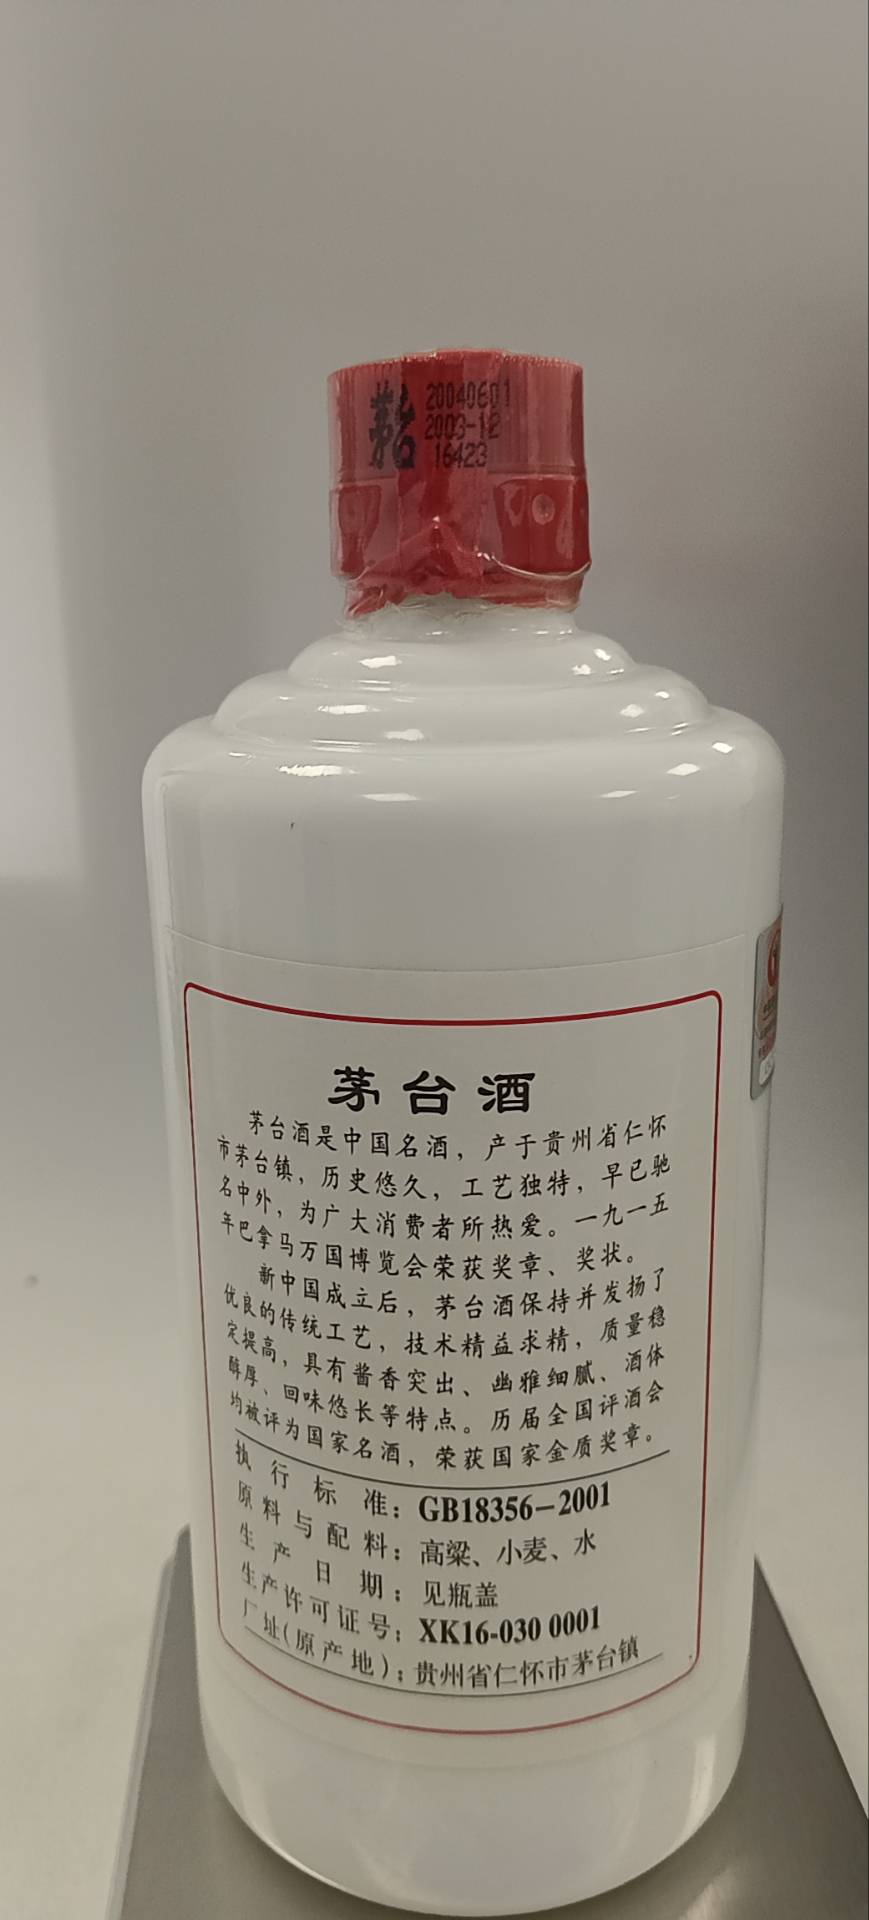 茅台
20040601
2003-12
16423
茅台酒
茅台酒是中国名酒，产于贵州省仁怀
市茅台镇，历史悠久，工艺独特，早已驰
名中外，为广大消费者所热爱。一九一五
年巴拿马万国博览会荣获奖章、奖状。
新中国成立后，茅台酒保持并发扬了
优良的传统工艺，技术精益求精，质量稳
定提高，具有酱香突出、幽雅细腻、酒体
醇厚、回味悠长等特点。历届全国评酒会
均被评为国家名酒，荣获国家金质奖章。
执行标准：GB18356-2001
原料与配料：高粱、小麦、水
生产日期：见瓶盖
生产许可证号：XK16-030 0001
厂址(原产地)：贵州省仁怀市茅台镇